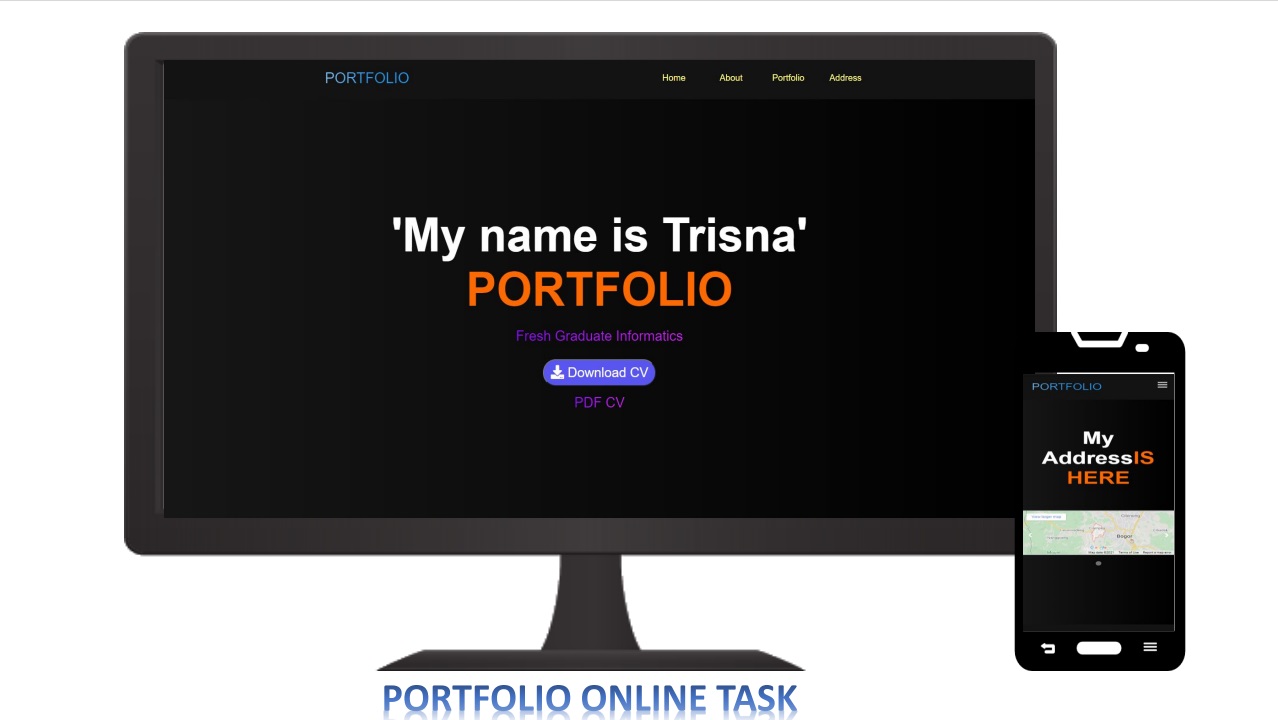 PORTFOLIO
Home About Portfolio Address
'My name is Trisna'
PORTFOLIO
Fresh Graduate Informatics
Download CV
PDF CV
PORTFOLIO
My
AddressIS
HERE
Bogor
PORTFOLIO ONLINE TASK